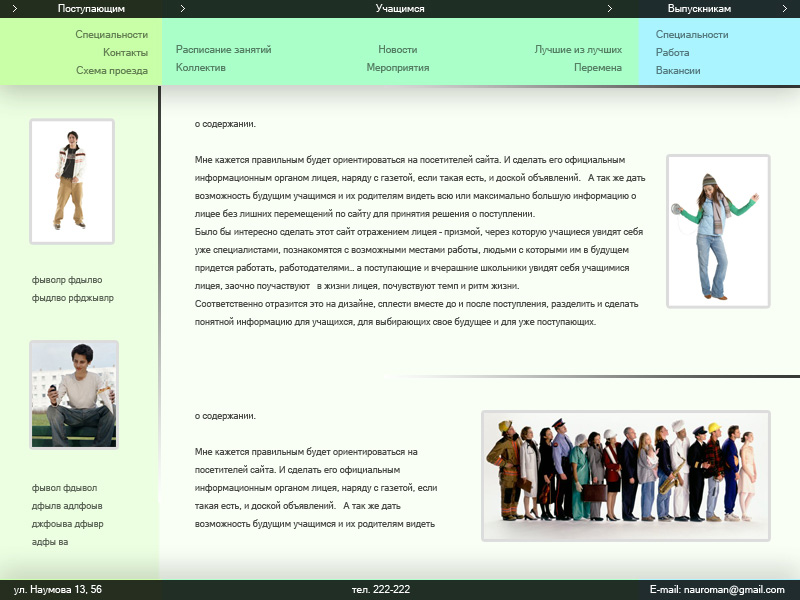 Поступающим
Учащимся
Выпускникам
Специальности
Контакты
Схема проезда
Расписание занятий
Коллектив
Новости
Мероприятия
Лучшие из лучших
Перемена
Специальности
Работа
Вакансии
фыволр фдылво
фыдлво рфджывлр
фывол фдывол
дфылв адлфоыв
джфоыва дфывр
адфы ва
о содержании.
Мне кажется правильным будет ориентироваться на посетителей сайта. И сделать его официальным
информационным органом лицея, наряду с газетой, если такая есть, и доской объявлений. А так же дать
возможность будущим учащимся и их родителям видеть всю или максимально большую информацию о
лицее без лишних перемещений по сайту для принятия решения о поступлении.
Было бы интересно сделать этот сайт отражением лицея - призмой, через которую учащиеся увидят себя
уже специалистами, познакомятся с возможными местами работы, людьми с которыми им в будущем
придется работать, работодателями... а поступающие и вчерашние школьники увидят себя учащимися
лицея, заочно поучаствуют в жизни лицея, почувствуют темп и ритм жизни.
Соответственно отразится это на дизайне, сплести вместе до и после поступления, разделить и сделать
понятной информацию для учащихся, для выбирающих свое будущее и для уже поступающих.
о содержании.
Мне кажется правильным будет ориентироваться на
посетителей сайта. И сделать его официальным
информационным органом лицея, наряду с газетой, если
такая есть, и доской объявлений. А так же дать
возможность будущим учащимся и их родителям видеть
ул. Наумова 13, 56
тел. 222-222
E-mail: nauroman@gmail.com